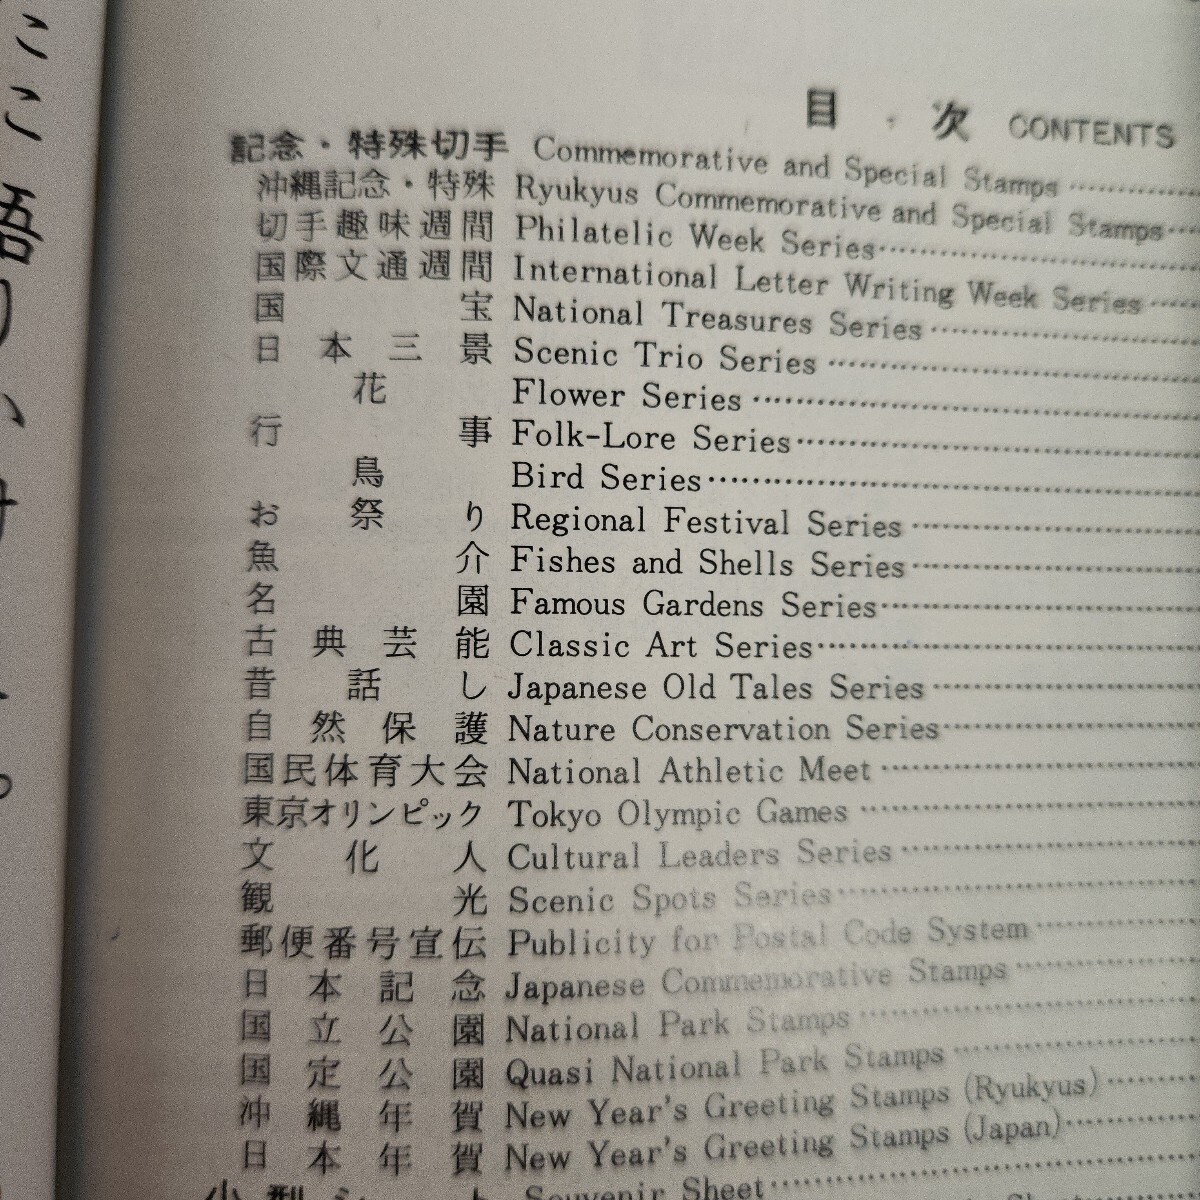 目次 CONTENTS
記念・特殊切手 Commemorative and Special Stamps
沖縄記念・特殊 Ryukyus Commemorative and Special Stamps
切手趣味週間 Philatelic Week Series
国際文通週間 International Letter Writing Week Series
国宝 National Treasures Series
日本三景 Scenic Trio Series
花 Flower Series
行事 Folk-Lore Series
鳥 Bird Series
お祭り Regional Festival Series
魚介 Fishes and Shells Series
名園 Famous Gardens Series
古典芸能 Classic Art Series
昔話し Japanese Old Tales Series
自然保護 Nature Conservation Series
国民体育大会 National Athletic Meet
東京オリンピック Tokyo Olympic Games
文化人 Cultural Leaders Series
観光 Scenic Spots Series
郵便番号宣伝 Publicity for Postal Code System
日本記念 Japanese Commemorative Stamps
国立公園 National Park Stamps
国定公園 Quasi National Park Stamps
沖縄年賀 New Year's Greeting Stamps (Ryukyus)
日本年賀 New Year's Greeting Stamps (Japan)
小型シート Souvenir Sheet